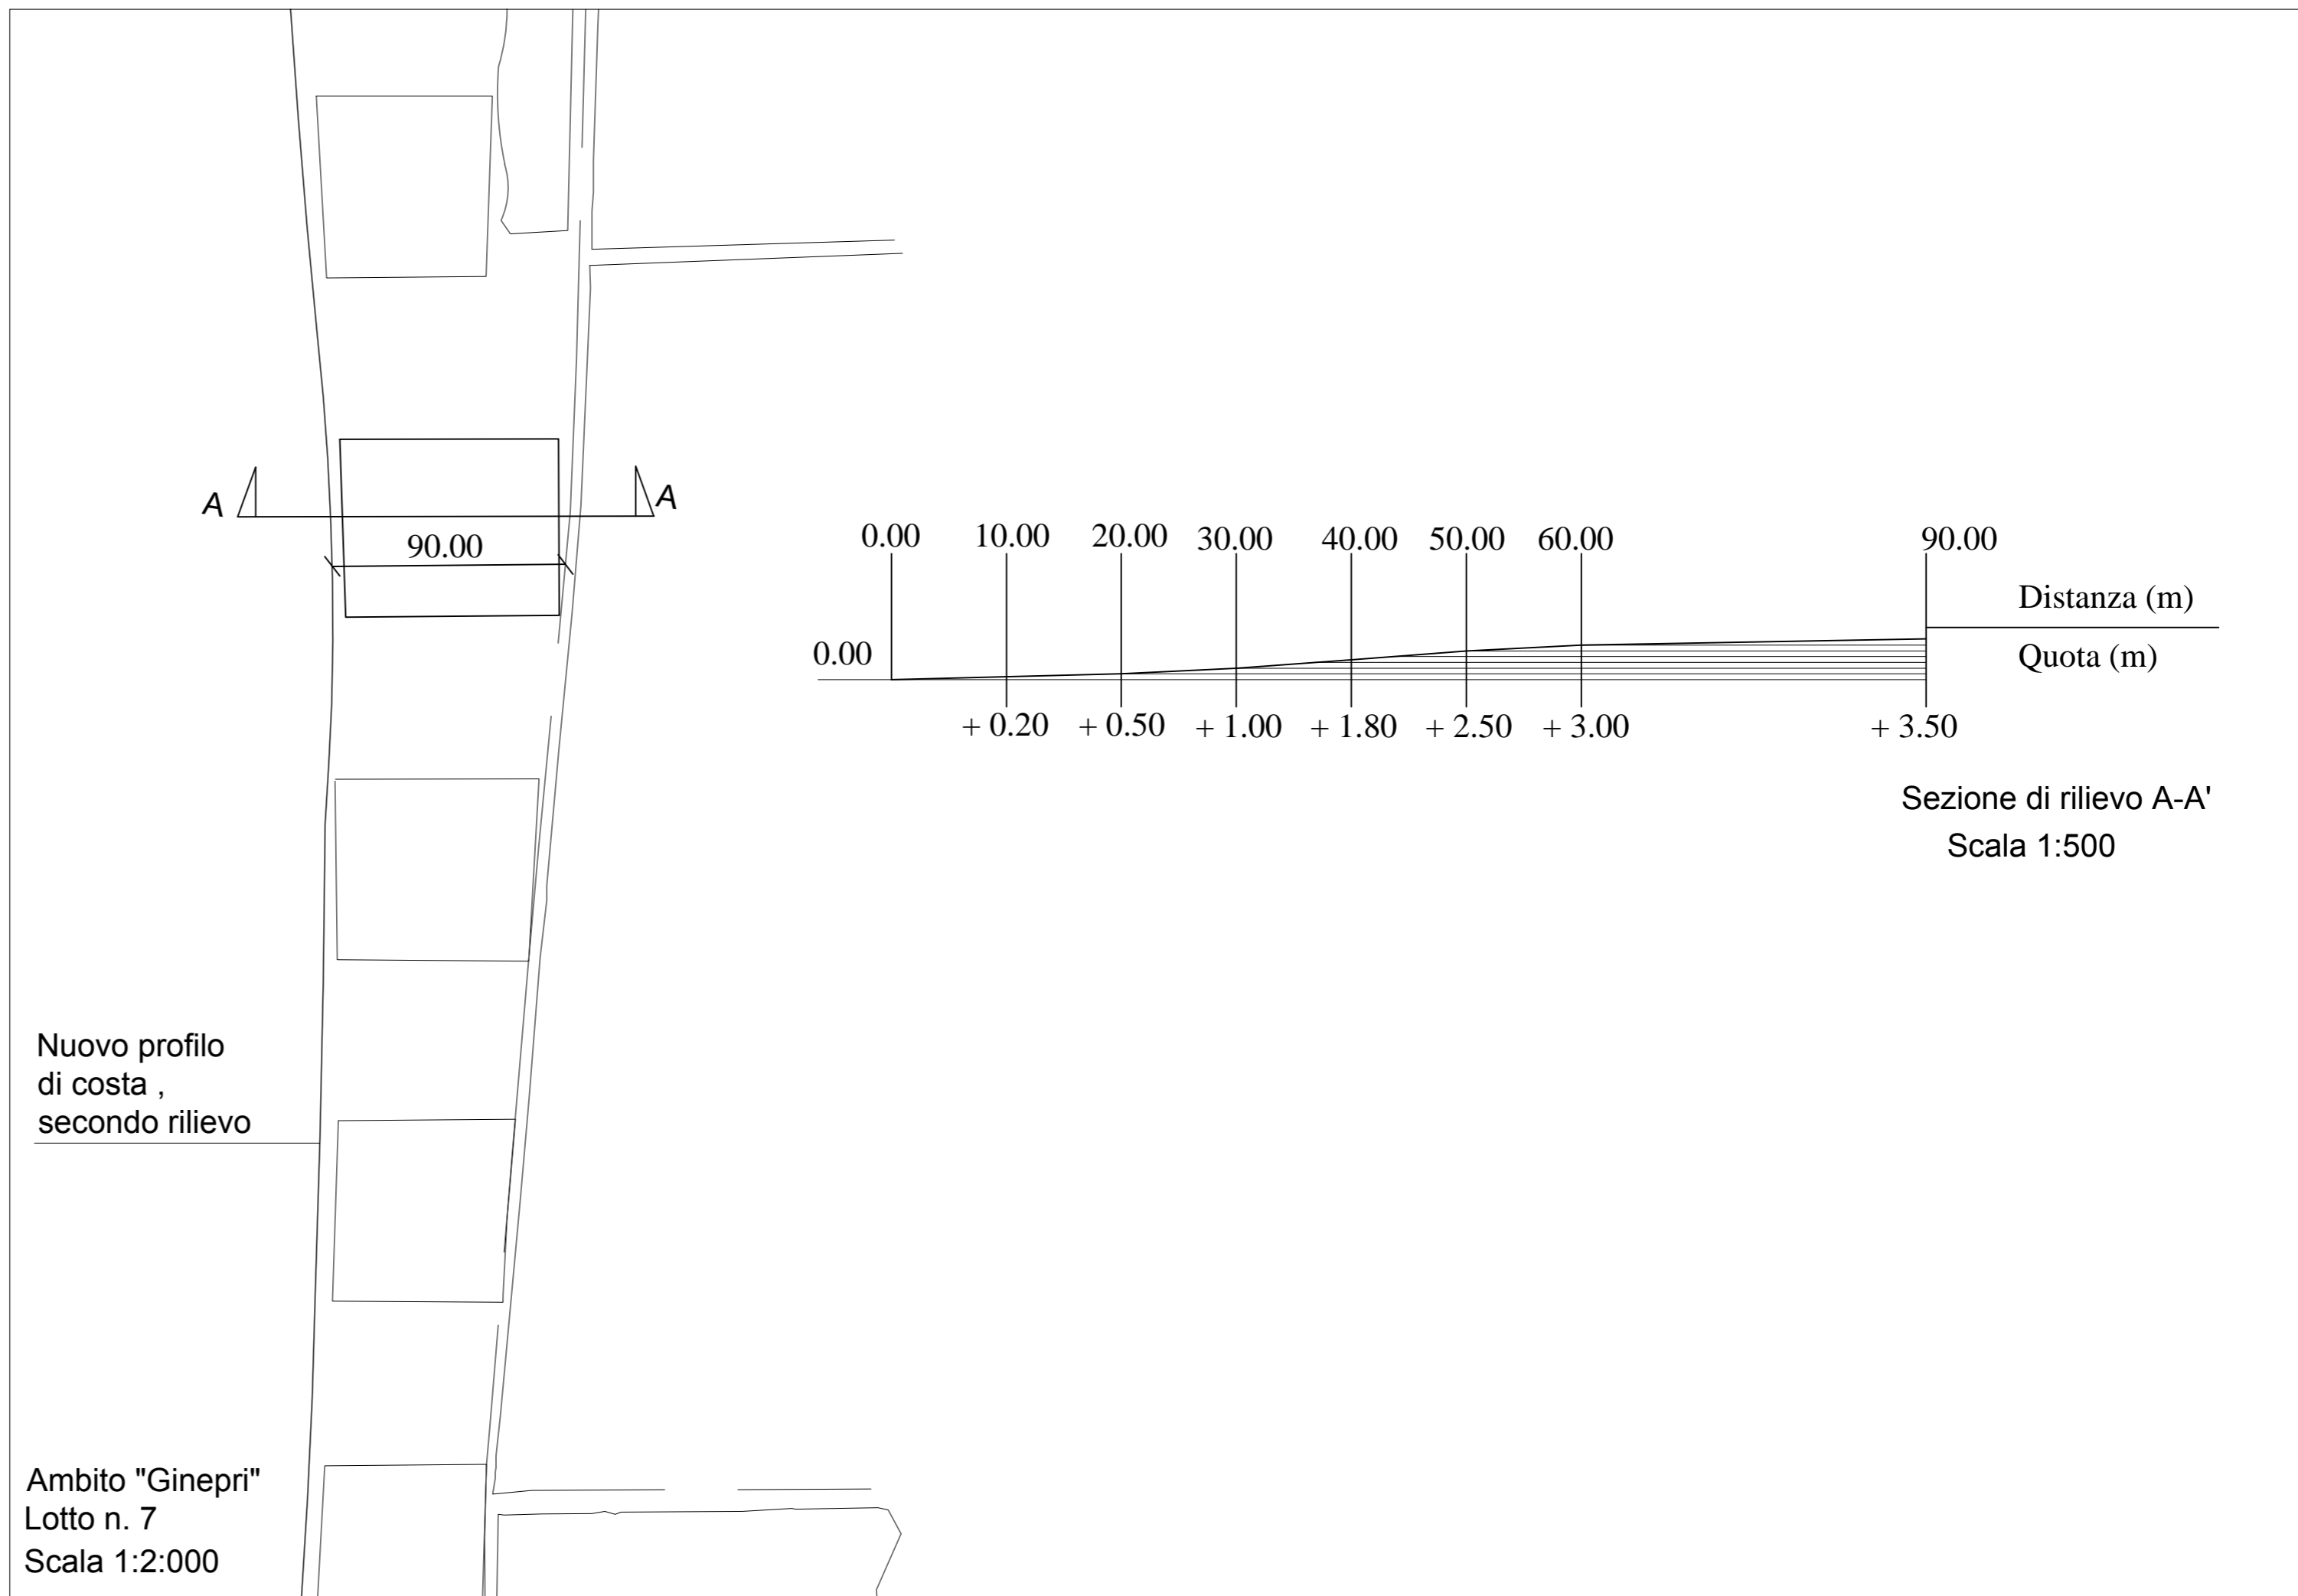 A
A
90.00
0.00 10.00 20.00 30.00 40.00 50.00 60.00 90.00
Distanza (m)
0.00
Quota (m)
+ 0.20 + 0.50 + 1.00 + 1.80 + 2.50 + 3.00 + 3.50
Sezione di rilievo A-A'
Scala 1:500
Nuovo profilo
di costa ,
secondo rilievo
Ambito "Ginepri"
Lotto n. 7
Scala 1:2:000